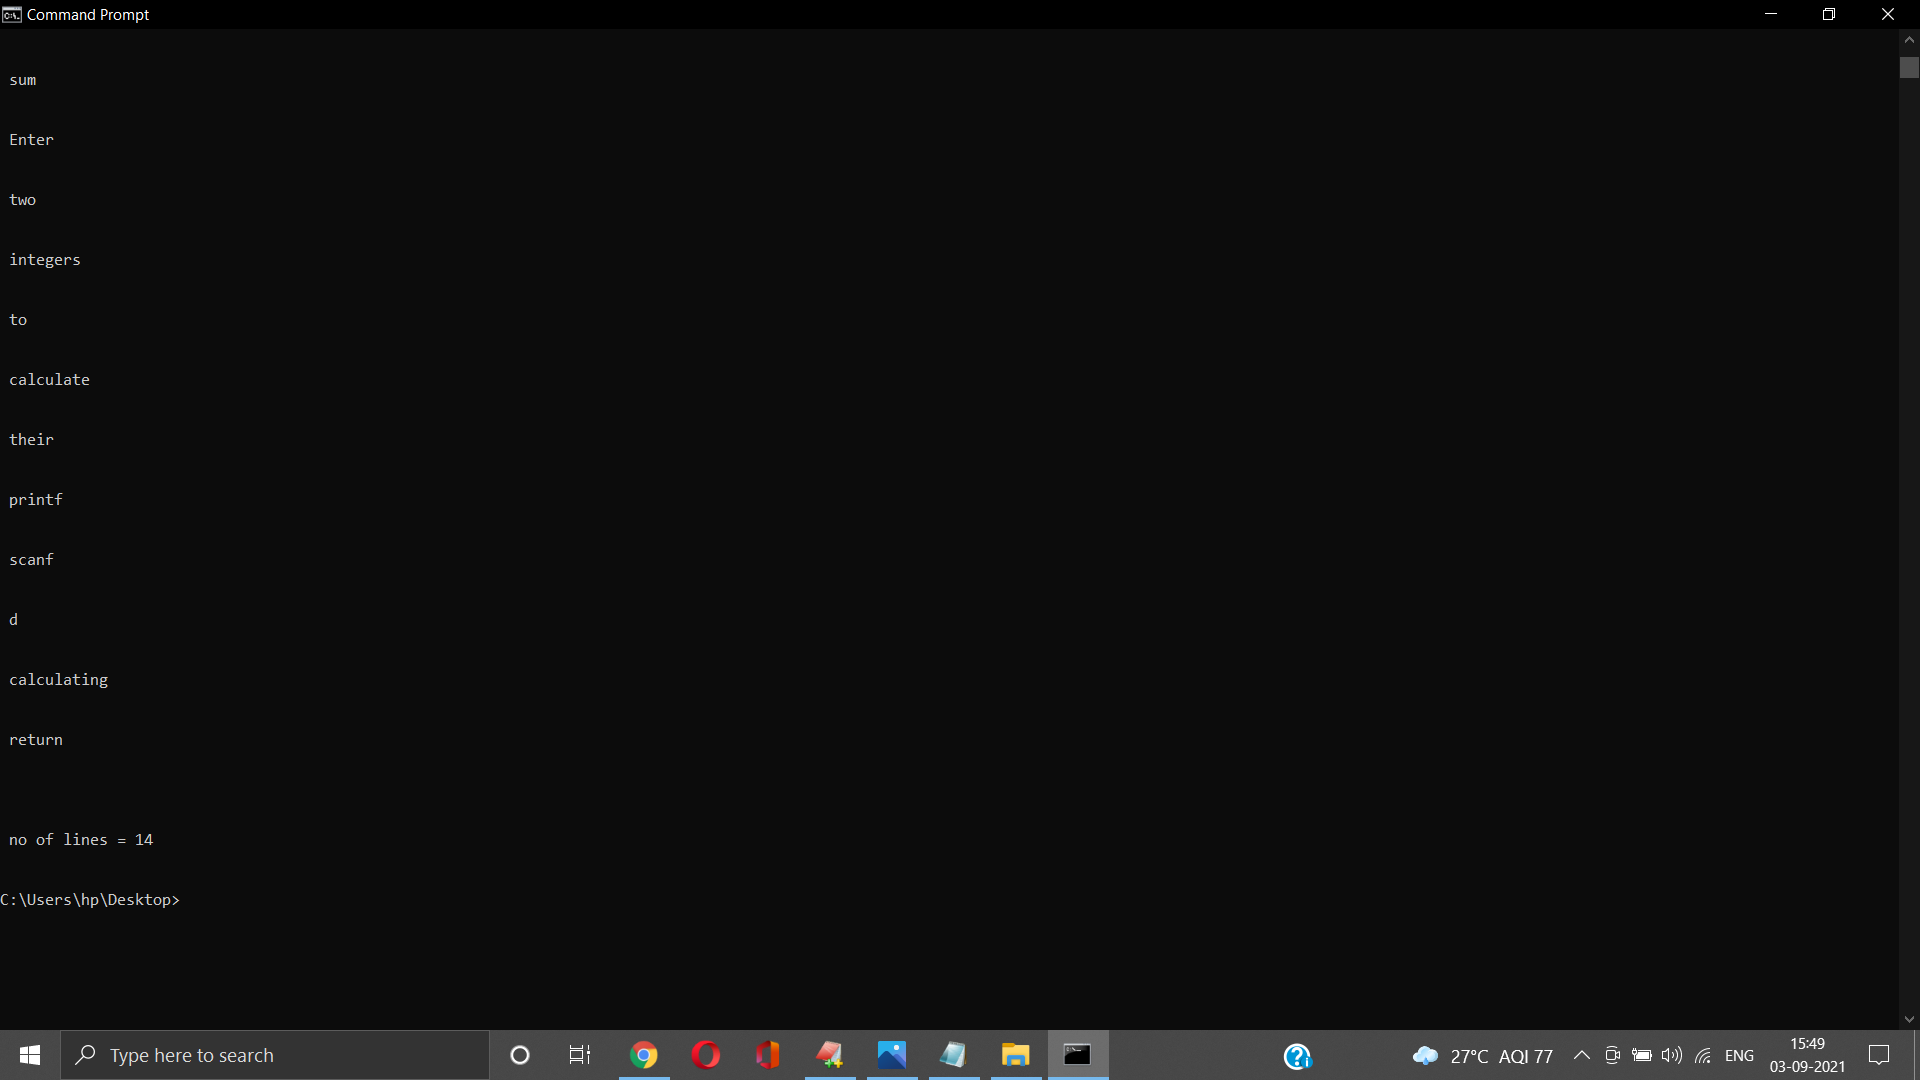 Command Prompt
sum
Enter
two
integers
to
calculate
their
printf
scanf
d
calculating
return
no of lines = 14
C:\Users\hp\Desktop>
Type here to search
27°C AQI 77
ENG
15:49
03-09-2021